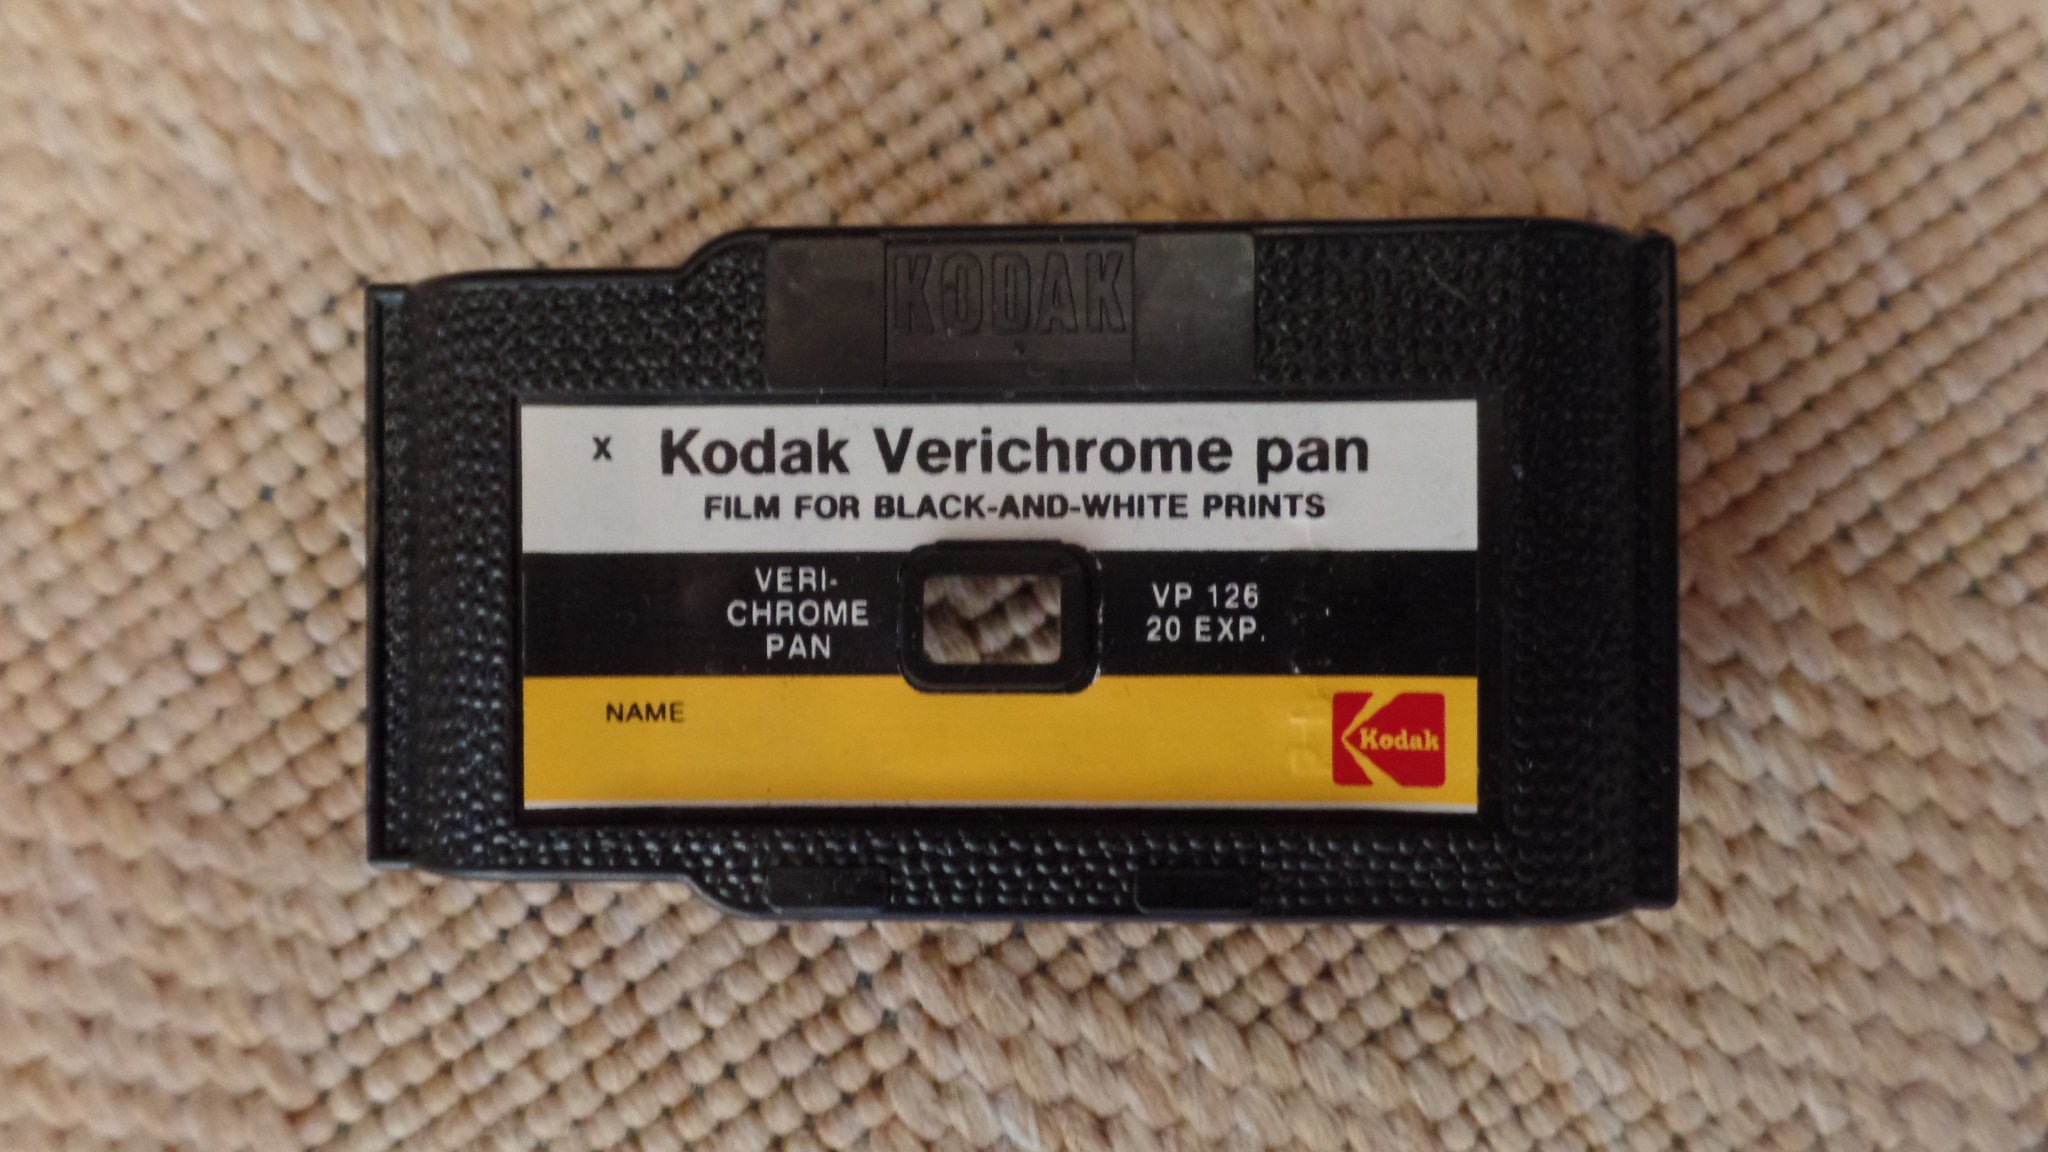 KODAK
x Kodak Verichrome pan
FILM FOR BLACK-AND-WHITE PRINTS
VERI-
CHROME
PAN
VP 126
20 EXP.
NAME
Kodak